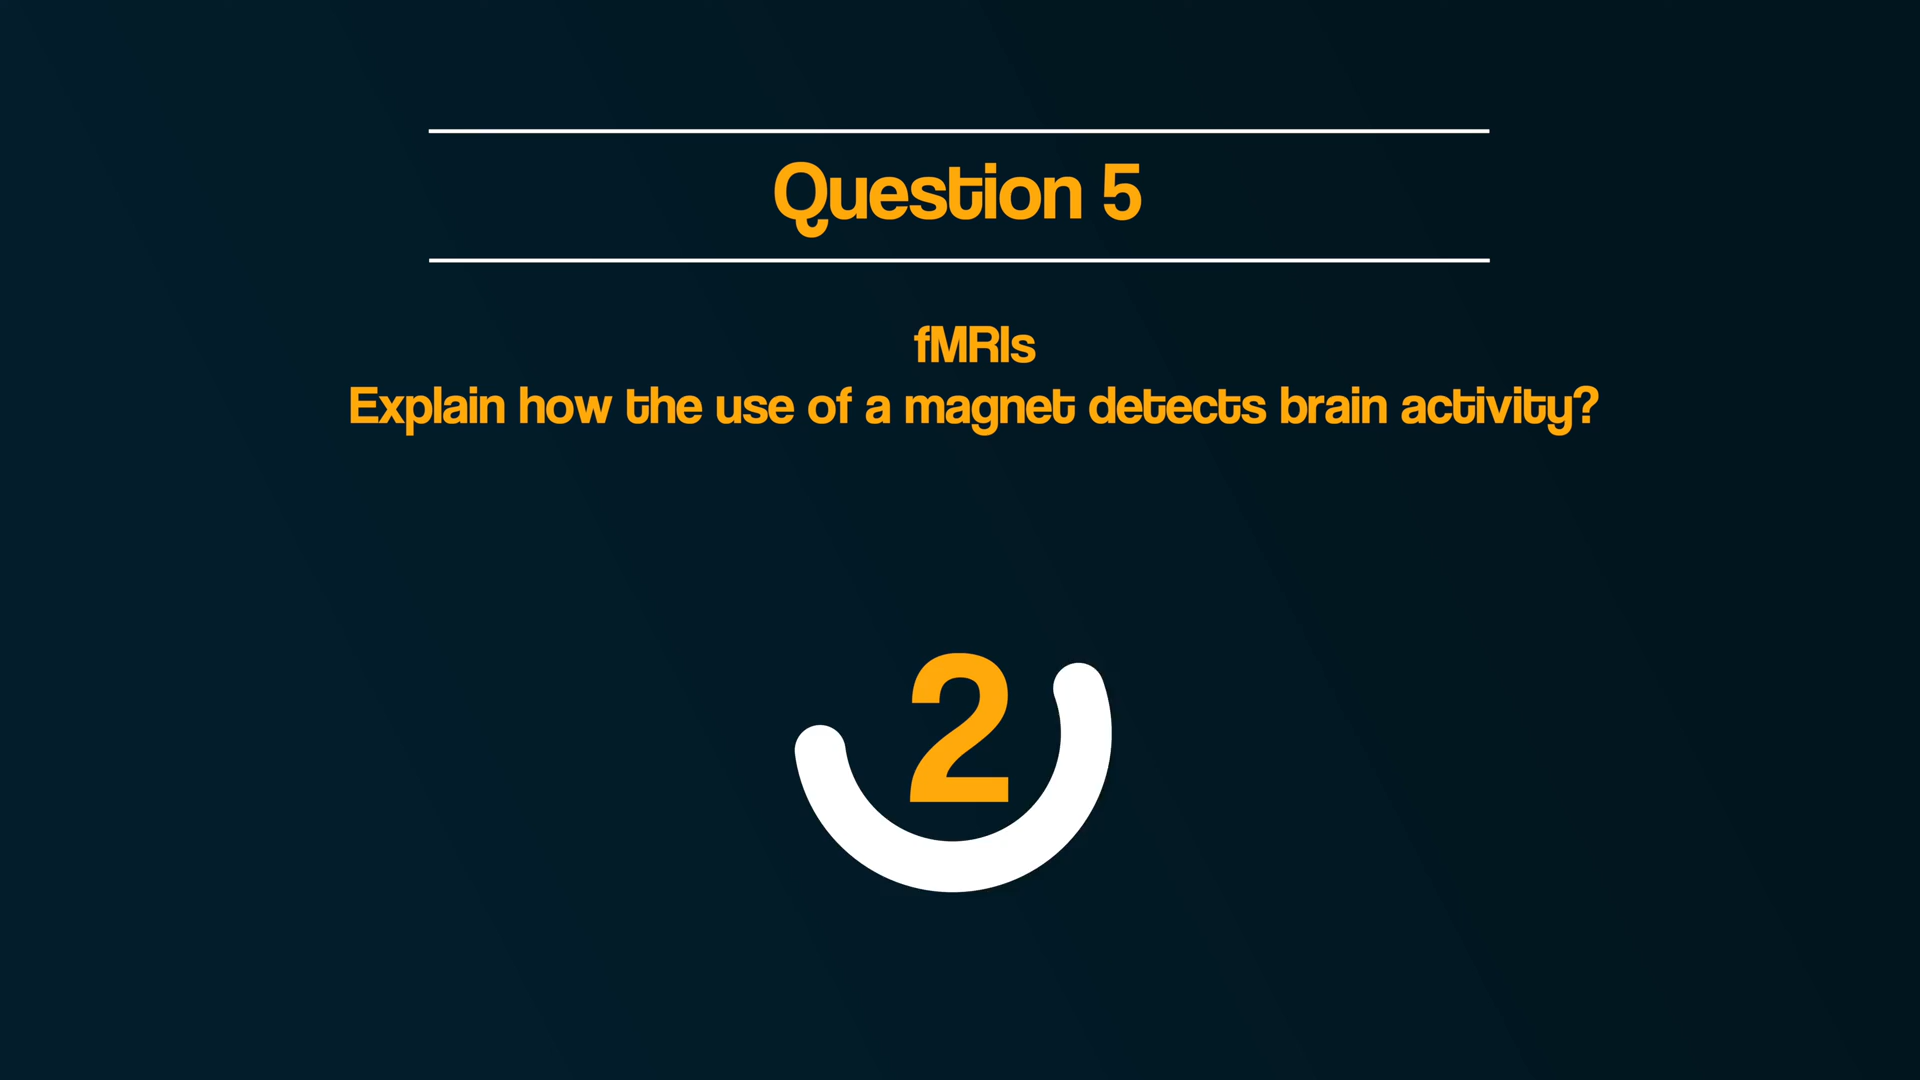 Question 5
fMRIs
Explain how the use of a magnet detects brain activity?
2